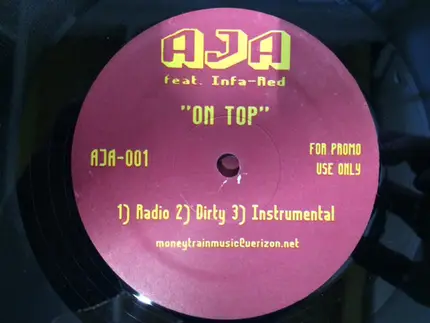 AJA
feat. Infa-Red
"ON TOP"
AJA-001
FOR PROMO
USE ONLY
1) Radio 2) Dirty 3) Instrumental
moneytrainmusic@verizon.net